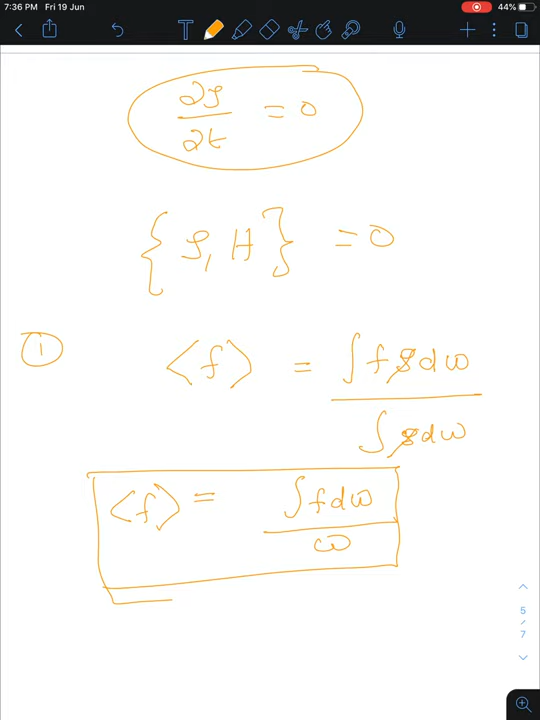 7:36 PM Fri 19 Jun 44%
∂ρ/∂t = 0
{ρ, H} = 0
① <f> = ∫fρdω / ∫ρdω
<f> = ∫fdω / ω
5
/
7